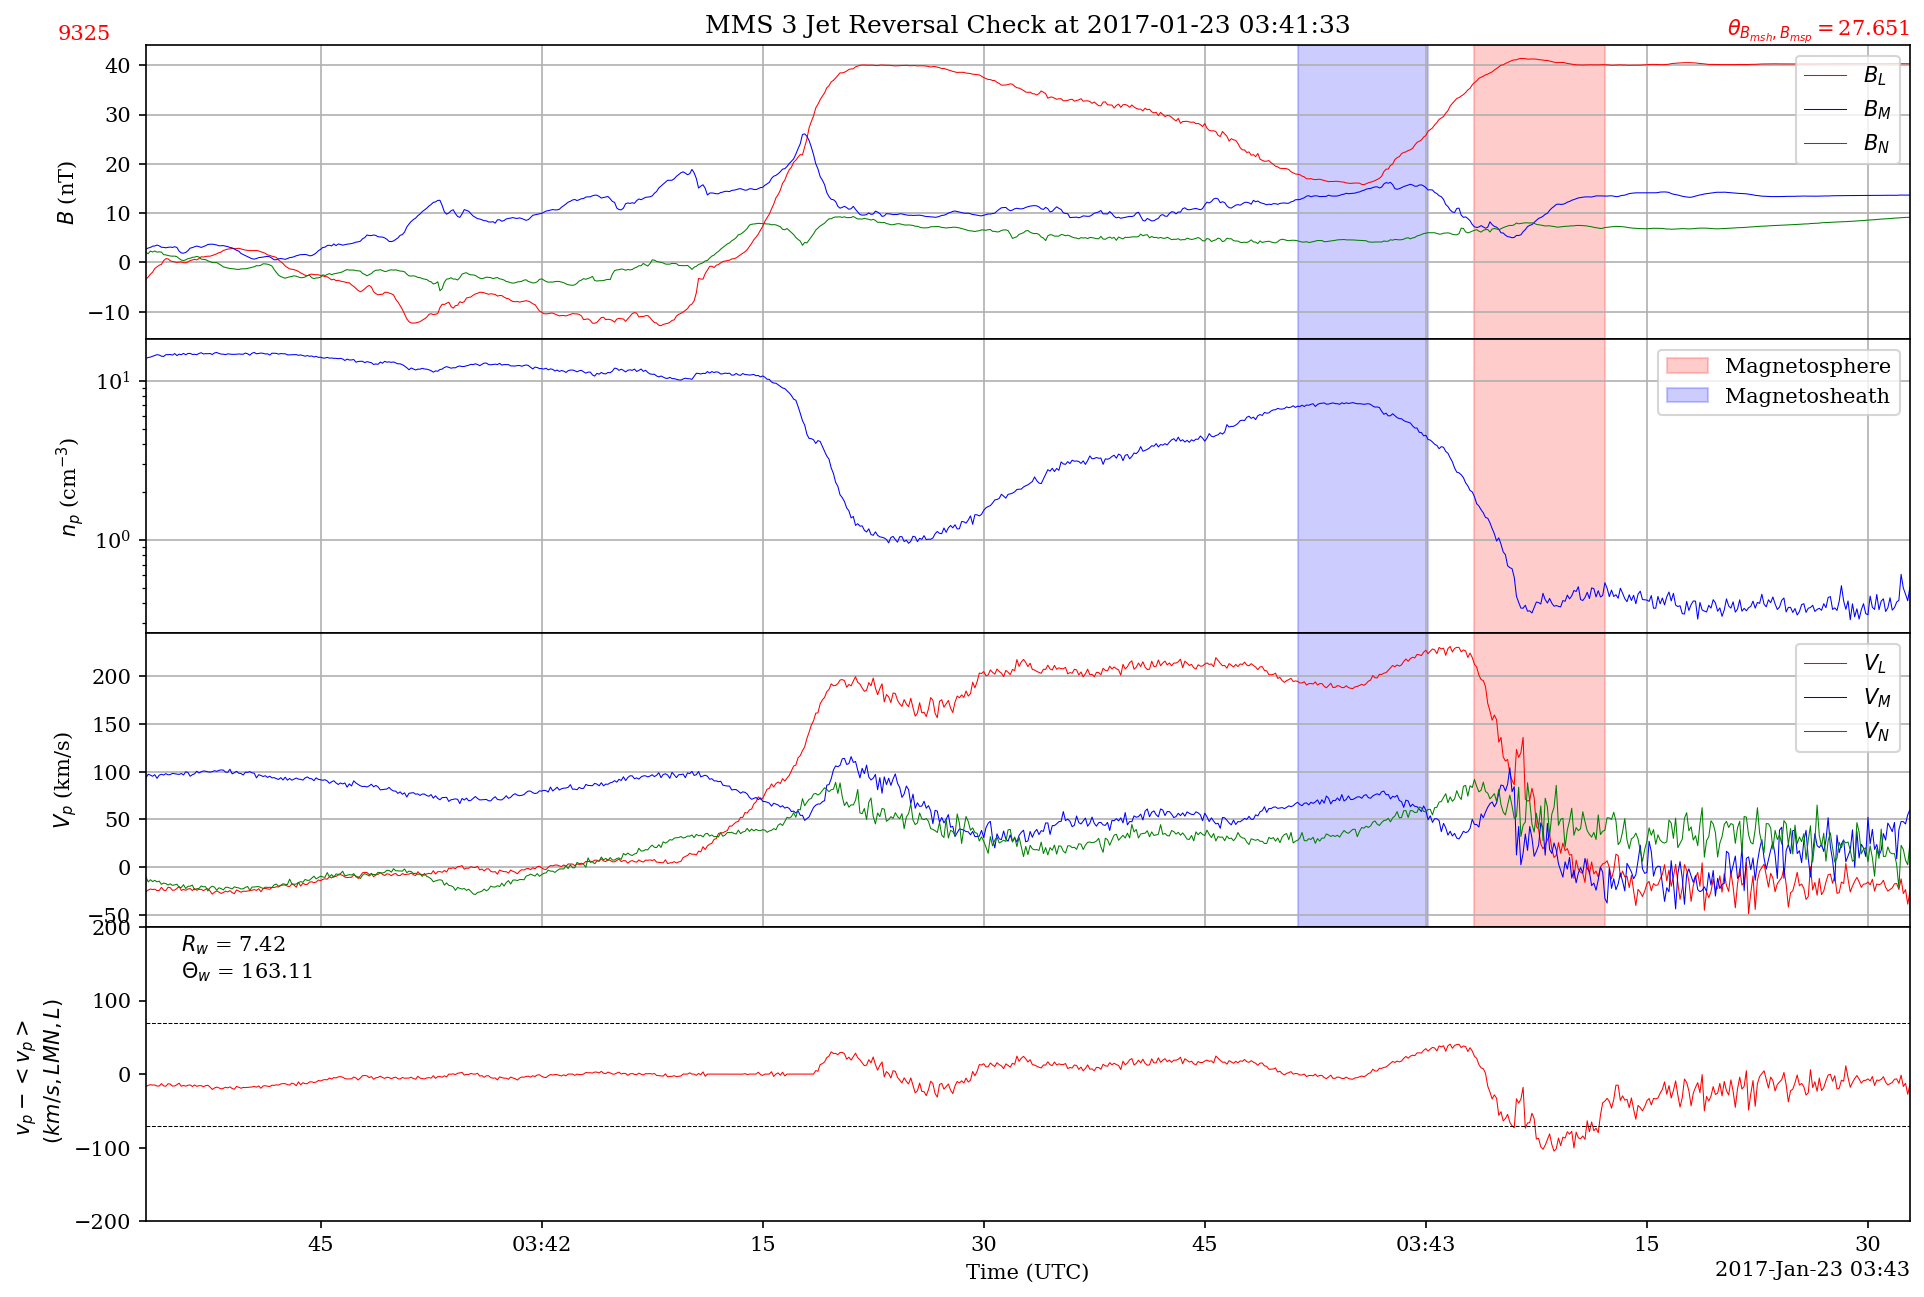 MMS 3 Jet Reversal Check at 2017-01-23 03:41:33
9325
θ_{B_{msh}, B_{msp}} = 27.651
B (nT)
40
30
20
10
0
−10
B_L
B_M
B_N
n_p (cm^{−3})
10^1
10^0
Magnetosphere
Magnetosheath
V_p (km/s)
200
150
100
50
0
−50
V_L
V_M
V_N
v_p − < v_p >
(km/s, LMN, L)
200
100
0
−100
−200
R_w = 7.42
Θ_w = 163.11
45 03:42 15 30 45 03:43 15 30
Time (UTC)
2017-Jan-23 03:43